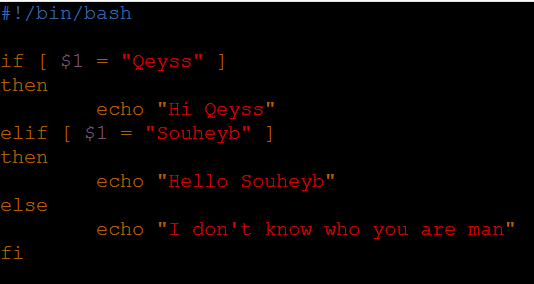 #!/bin/bash
if [ $1 = "Qeyss" ]
then
echo "Hi Qeyss"
elif [ $1 = "Souheyb" ]
then
echo "Hello Souheyb"
else
echo "I don't know who you are man"
fi